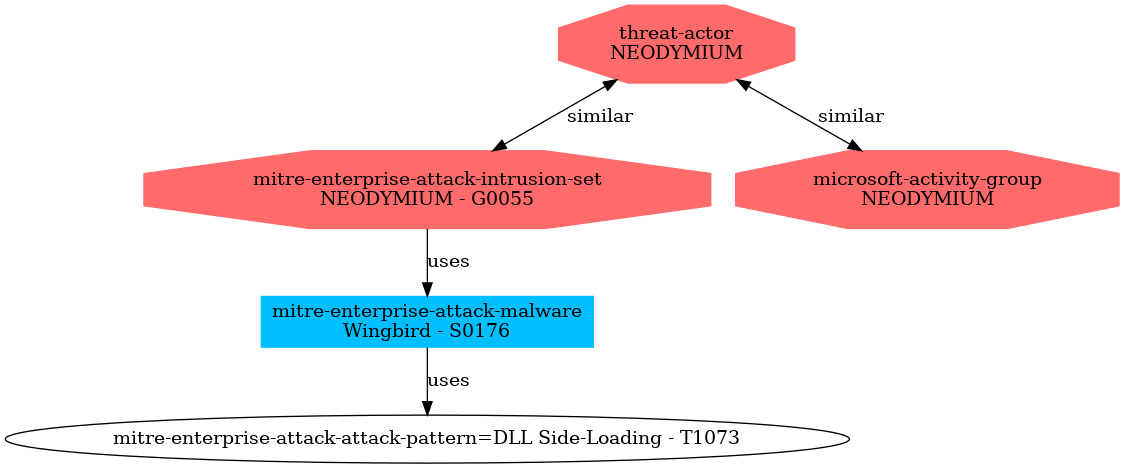 threat-actor
NEODYMIUM
similar
similar
mitre-enterprise-attack-intrusion-set
NEODYMIUM - G0055
microsoft-activity-group
NEODYMIUM
uses
mitre-enterprise-attack-malware
Wingbird - S0176
uses
mitre-enterprise-attack-attack-pattern=DLL Side-Loading - T1073